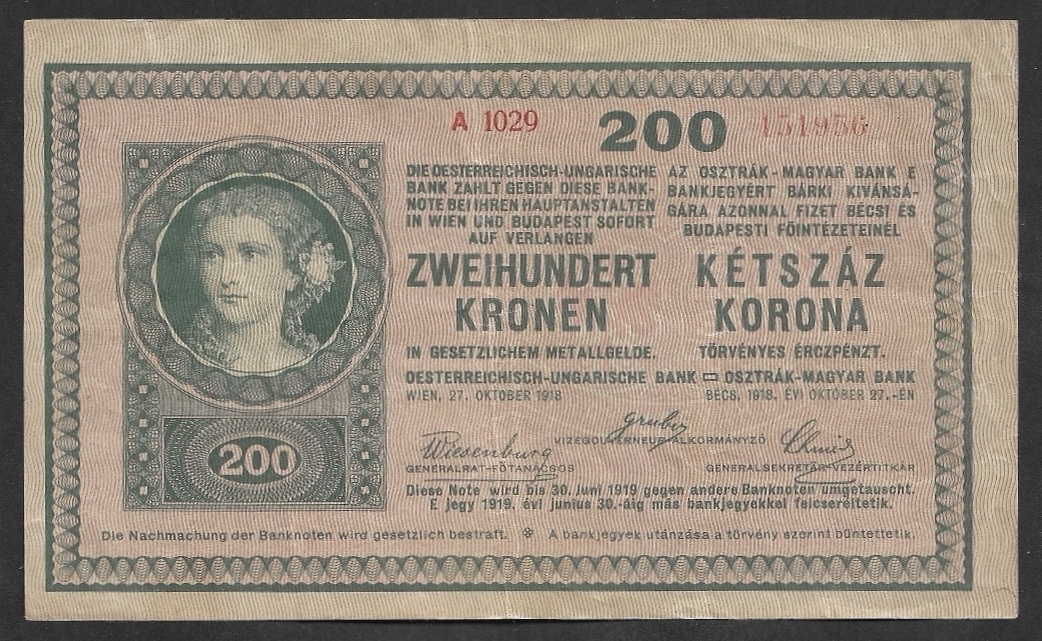 A 1029
200
151956
DIE OESTERREICHISCH-UNGARISCHE
BANK ZAHLT GEGEN DIESE BANK-
NOTE BEI IHREN HAUPTANSTALTEN
IN WIEN UND BUDAPEST SOFORT
AUF VERLANGEN
ZWEIHUNDERT
KRONEN
IN GESETZLICHEM METALLGELDE.
AZ OSZTRÁK-MAGYAR BANK E
BANKJEGYÉRT BÁRKI KIVÁNSÁ-
GÁRA AZONNAL FIZET BÉCSI ÉS
BUDAPESTI FŐINTÉZETEINÉL
KÉTSZÁZ
KORONA
TÖRVÉNYES ÉRCZPÉNZT.
OESTERREICHISCH-UNGARISCHE BANK OSZTRÁK-MAGYAR BANK
WIEN, 27. OKTOBER 1918
BÉCS, 1918. ÉVI OKTÓBER 27.-ÉN
Gruber
VIZEGOUVERNEUR ALKORMÁNYZÓ
Wiesenburg
GENERALRAT-FŐTANÁCSOS
Schmid
GENERALSEKRETÄR-VEZÉRTITKÁR
Diese Note wird bis 30. Juni 1919 gegen andere Banknoten umgetauscht.
E jegy 1919. évi junius 30.-áig más bankjegyekkel felcseréltetik.
200
Die Nachmachung der Banknoten wird gesetzlich bestraft. A bankjegyek utánzása a törvény szerint büntettetik.